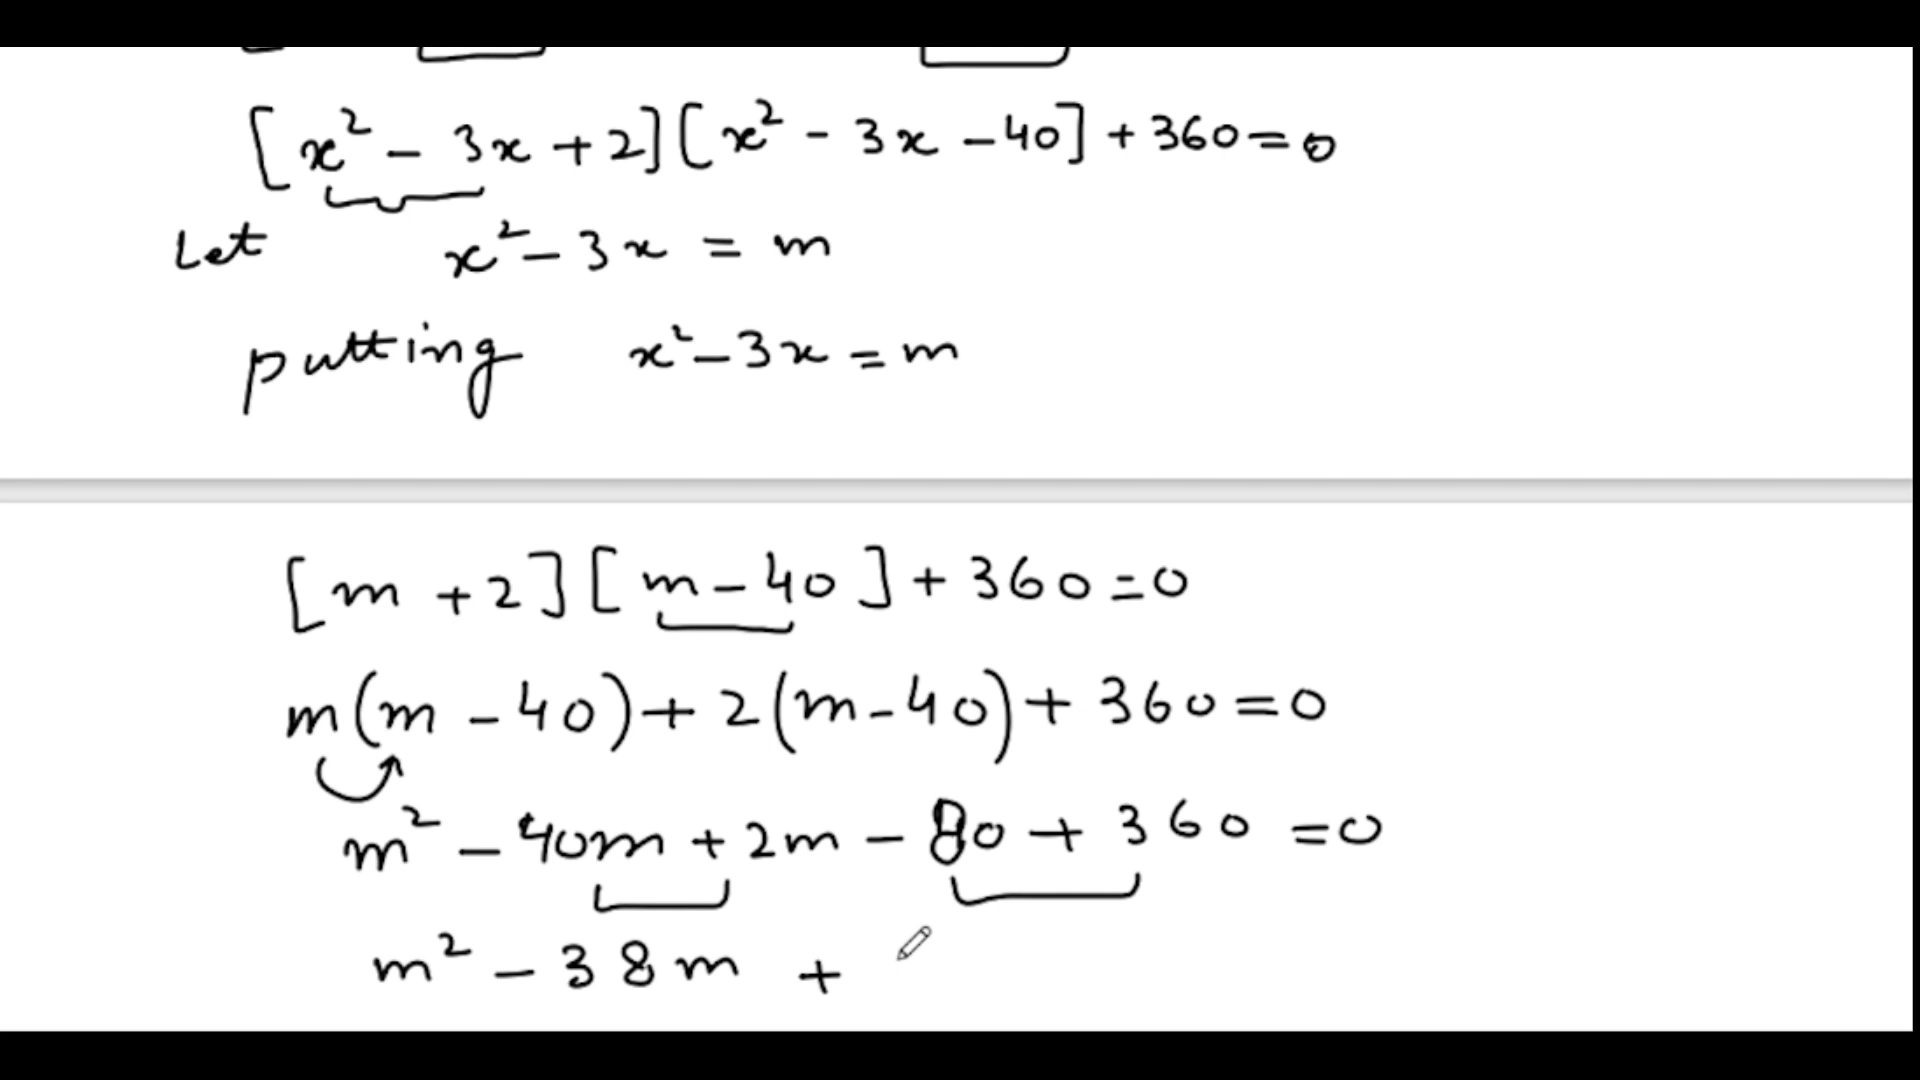 [x² - 3x + 2][x² - 3x - 40] + 360 = 0
Let x² - 3x = m
putting x² - 3x = m
[m + 2][m - 40] + 360 = 0
m(m - 40) + 2(m - 40) + 360 = 0
m² - 40m + 2m - 80 + 360 = 0
m² - 38m +